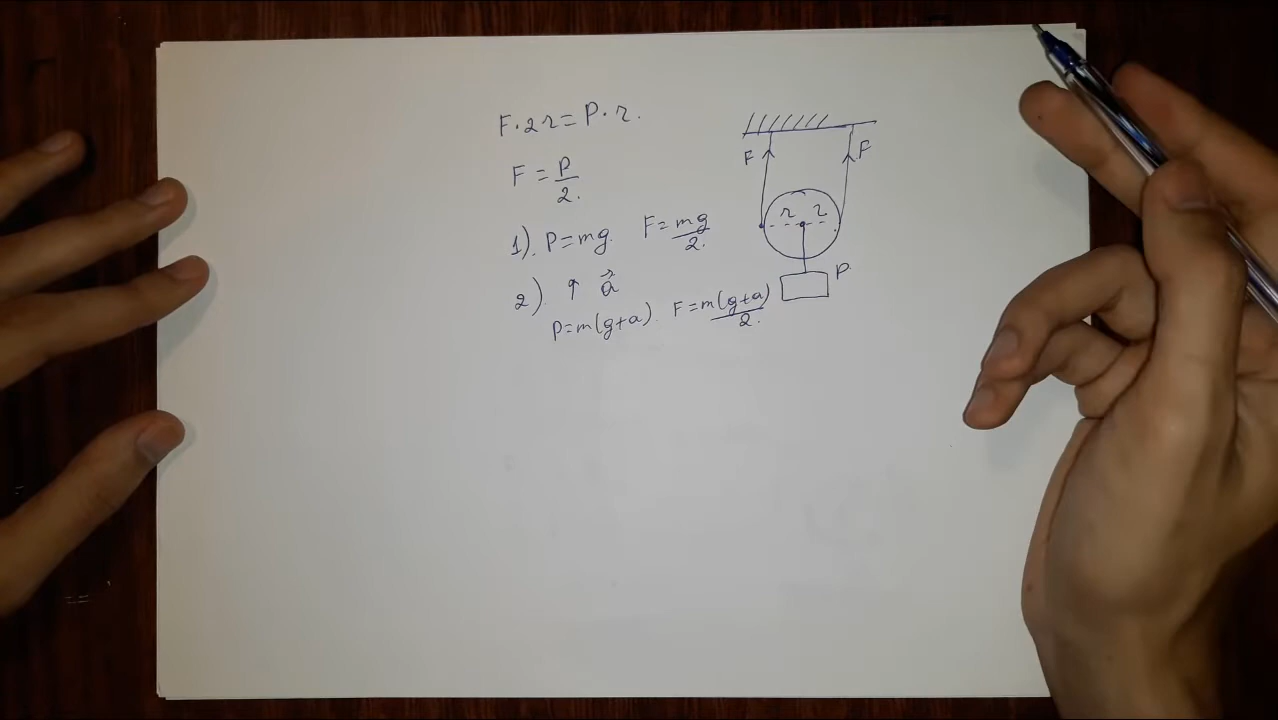 F·2r = P·r.
F = P/2.
1). P = mg. F = mg/2.
2). ↑ a⃗
P = m(g+a). F = m(g+a)/2.
F F
r r
P